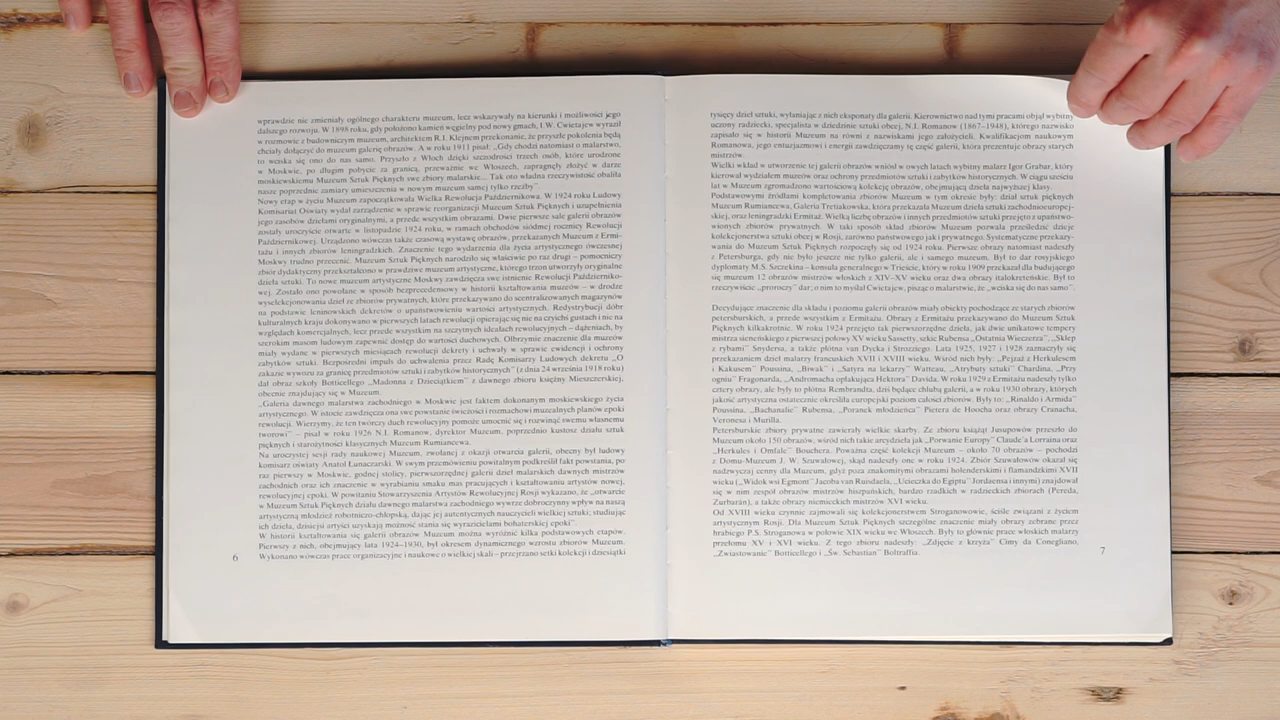 wprawdzie nie zmieniały ogólnego charakteru muzeum, lecz wskazywały na kierunki i możliwości jego
dalszego rozwoju. W 1898 roku, gdy położono kamień węgielny pod nowy gmach, I.W. Cwietajew wyraził
w rozmowie z budowniczym muzeum, architektem R.I. Klejnem przekonanie, że przyszłe pokolenia będą
chciały dołączyć do muzeum galerię obrazów. A w roku 1911 pisał: „Gdy chodzi natomiast o malarstwo,
to wciska się ono do nas samo. Przyszło z Włoch dzięki szczodrości trzech osób, które urodzone
w Moskwie, po długim pobycie za granicą, przeważnie we Włoszech, zapragnęły złożyć w darze
moskiewskiemu Muzeum Sztuk Pięknych swe zbiory malarskie... Tak oto władna rzeczywistość obaliła
nasze poprzednie zamiary umieszczenia w nowym muzeum samej tylko rzeźby”.
Nowy etap w życiu Muzeum zapoczątkowała Wielka Rewolucja Październikowa. W 1924 roku Ludowy
Komisariat Oświaty wydał zarządzenie w sprawie reorganizacji Muzeum Sztuk Pięknych i uzupełnienia
jego zasobów dziełami oryginalnymi, a przede wszystkim obrazami. Dwie pierwsze sale galerii obrazów
zostały uroczyście otwarte w listopadzie 1924 roku, w ramach obchodów siódmej rocznicy Rewolucji
Październikowej. Urządzono wówczas także czasową wystawę obrazów, przekazanych Muzeum z Ermi-
tażu i innych zbiorów leningradzkich. Znaczenie tego wydarzenia dla życia artystycznego ówczesnej
Moskwy trudno przecenić. Muzeum Sztuk Pięknych narodziło się właściwie po raz drugi – pomocniczy
zbiór dydaktyczny przekształcono w prawdziwe muzeum artystyczne, którego trzon utworzyły oryginalne
dzieła sztuki. To nowe muzeum artystyczne Moskwy zawdzięcza swe istnienie Rewolucji Październiko-
wej. Zostało ono powołane w sposób bezprecedensowy w historii kształtowania muzeów – w drodze
wyselekcjonowania dzieł ze zbiorów prywatnych, które przekazywano do scentralizowanych magazynów
na podstawie leninowskich dekretów o upaństwowieniu wartości artystycznych. Redystrybucji dóbr
kulturalnych kraju dokonywano w pierwszych latach rewolucji opierając się nie na czyichś gustach i nie na
względach komercjalnych, lecz przede wszystkim na szczytnych ideałach rewolucyjnych – dążeniach, by
szerokim masom ludowym zapewnić dostęp do wartości duchowych. Olbrzymie znaczenie dla muzeów
miały wydane w pierwszych miesiącach rewolucji dekrety i uchwały w sprawie ewidencji i ochrony
zabytków sztuki. Bezpośredni impuls do uchwalenia przez Radę Komisarzy Ludowych dekretu „O
zakazie wywozu za granicę przedmiotów sztuki i zabytków historycznych” (z dnia 24 września 1918 roku)
dał obraz szkoły Botticellego „Madonna z Dzieciątkiem” z dawnego zbioru księżny Mieszczerskiej,
obecnie znajdujący się w Muzeum.
„Galeria dawnego malarstwa zachodniego w Moskwie jest faktem dokonanym moskiewskiego życia
artystycznego. W istocie zawdzięcza ona swe powstanie świeżości i rozmachowi muzealnych planów epoki
rewolucji. Wierzymy, że ten twórczy duch rewolucyjny pomoże umocnić się i rozwinąć swemu własnemu
tworowi” – pisał w roku 1926 N.I. Romanow, dyrektor Muzeum, poprzednio kustosz działu sztuk
pięknych i starożytności klasycznych Muzeum Rumiancewa.
Na uroczystej sesji rady naukowej Muzeum, zwołanej z okazji otwarcia galerii, obecny był ludowy
komisarz oświaty Anatol Łunaczarski. W swym przemówieniu powitalnym podkreślił fakt powstania, po
raz pierwszy w Moskwie, godnej stolicy, pierwszorzędnej galerii dzieł malarskich dawnych mistrzów
zachodnich oraz ich znaczenie w wyrabianiu smaku mas pracujących i kształtowaniu artystów nowej,
rewolucyjnej epoki. W powitaniu Stowarzyszenia Artystów Rewolucyjnej Rosji wykazano, że „otwarcie
w Muzeum Sztuk Pięknych działu dawnego malarstwa zachodniego wywrze dobroczynny wpływ na naszą
artystyczną młodzież robotniczo-chłopską, dając jej autentycznych nauczycieli wielkiej sztuki; studiując
ich dzieła, dzisiejsi artyści uzyskają możność stania się wyrazicielami bohaterskiej epoki”.
W historii kształtowania się galerii obrazów Muzeum można wyróżnić kilka podstawowych etapów.
Pierwszy z nich, obejmujący lata 1924–1930, był okresem dynamicznego wzrostu zbiorów Muzeum.
Wykonano wówczas prace organizacyjne i naukowe o wielkiej skali – przejrzano setki kolekcji i dziesiątki
6
tysięcy dzieł sztuki, wyłaniając z nich eksponaty dla galerii. Kierownictwo nad tymi pracami objął wybitny
uczony radziecki, specjalista w dziedzinie sztuki obcej, N.I. Romanow (1867–1948), którego nazwisko
zapisało się w historii Muzeum na równi z nazwiskami jego założycieli. Kwalifikacjom naukowym
Romanowa, jego entuzjazmowi i energii zawdzięczamy tę część galerii, która prezentuje obrazy starych
mistrzów.
Wielki wkład w utworzenie tej galerii obrazów wniósł w owych latach wybitny malarz Igor Grabar, który
kierował wydziałem muzeów oraz ochrony przedmiotów sztuki i zabytków historycznych. W ciągu sześciu
lat w Muzeum zgromadzono wartościową kolekcję obrazów, obejmującą dzieła najwyższej klasy.
Podstawowymi źródłami kompletowania zbiorów Muzeum w tym okresie były: dział sztuk pięknych
Muzeum Rumiancewa, Galeria Tretiakowska, która przekazała Muzeum dzieła sztuki zachodnioeuropej-
skiej, oraz leningradzki Ermitaż. Wielką liczbę obrazów i innych przedmiotów sztuki przejęto z upaństwo-
wionych zbiorów prywatnych. W taki sposób skład zbiorów Muzeum pozwala prześledzić dzieje
kolekcjonerstwa sztuki obcej w Rosji, zarówno państwowego jak i prywatnego. Systematyczne przekazy-
wania do Muzeum Sztuk Pięknych rozpoczęły się od 1924 roku. Pierwsze obrazy natomiast nadeszły
z Petersburga, gdy nie było jeszcze nie tylko galerii, ale i samego muzeum. Był to dar rosyjskiego
dyplomaty M.S. Szczekina – konsula generalnego w Trieście, który w roku 1909 przekazał dla budującego
się muzeum 12 obrazów mistrzów włoskich z XIV–XV wieku oraz dwa obrazy italokreteńskie. Był to
rzeczywiście „proroczy” dar; o nim to myślał Cwietajew, pisząc o malarstwie, że „wciska się do nas samo”.
Decydujące znaczenie dla składu i poziomu galerii obrazów miały obiekty pochodzące ze starych zbiorów
petersburskich, a przede wszystkim z Ermitażu. Obrazy z Ermitażu przekazywano do Muzeum Sztuk
Pięknych kilkakrotnie. W roku 1924 przejęto tak pierwszorzędne dzieła, jak dwie unikatowe tempery
mistrza sieneńskiego z pierwszej połowy XV wieku Sassetty, szkic Rubensa „Ostatnia Wieczerza”, „Sklep
z rybami” Snydersa, a także płótna van Dycka i Strozziego. Lata 1925, 1927 i 1928 zaznaczyły się
przekazaniem dzieł malarzy francuskich XVII i XVIII wieku. Wśród nich były: „Pejzaż z Herkulesem
i Kakusem” Poussina, „Biwak” i „Satyra na lekarzy” Watteau, „Atrybuty sztuki” Chardina, „Przy
ogniu” Fragonarda, „Andromacha opłakująca Hektora” Davida. W roku 1929 z Ermitażu nadeszły tylko
cztery obrazy, ale były to płótna Rembrandta, dziś będące chlubą galerii, a w roku 1930 obrazy, których
jakość artystyczna ostatecznie określiła europejski poziom całości zbiorów. Były to: „Rinaldo i Armida”
Poussina, „Bachanalie” Rubensa, „Poranek młodzieńca” Pietera de Hoocha oraz obrazy Cranacha,
Veronesa i Murilla.
Petersburskie zbiory prywatne zawierały wielkie skarby. Ze zbioru książąt Jusupowów przeszło do
Muzeum około 150 obrazów, wśród nich takie arcydzieła jak „Porwanie Europy” Claude'a Lorraina oraz
„Herkules i Omfale” Bouchera. Poważna część kolekcji Muzeum – około 70 obrazów – pochodzi
z Domu-Muzeum J. W. Szuwałowej, skąd nadeszły one w roku 1924. Zbiór Szuwałowów okazał się
nadzwyczaj cenny dla Muzeum, gdyż poza znakomitymi obrazami holenderskimi i flamandzkimi XVII
wieku („Widok wsi Egmont” Jacoba van Ruisdaela, „Ucieczka do Egiptu” Jordaensa i innymi) znajdował
się w nim zespół obrazów mistrzów hiszpańskich, bardzo rzadkich w radzieckich zbiorach (Pereda,
Zurbarán), a także obrazy niemieckich mistrzów XVI wieku.
Od XVIII wieku czynnie zajmowali się kolekcjonerstwem Stroganowowie, ściśle związani z życiem
artystycznym Rosji. Dla Muzeum Sztuk Pięknych szczególne znaczenie miały obrazy zebrane przez
hrabiego P.S. Stroganowa w połowie XIX wieku we Włoszech. Były to głównie prace włoskich malarzy
przełomu XV i XVI wieku. Z tego zbioru nadeszły: „Zdjęcie z krzyża” Cimy da Conegliano,
„Zwiastowanie” Botticellego i „Św. Sebastian” Boltraffia.
7